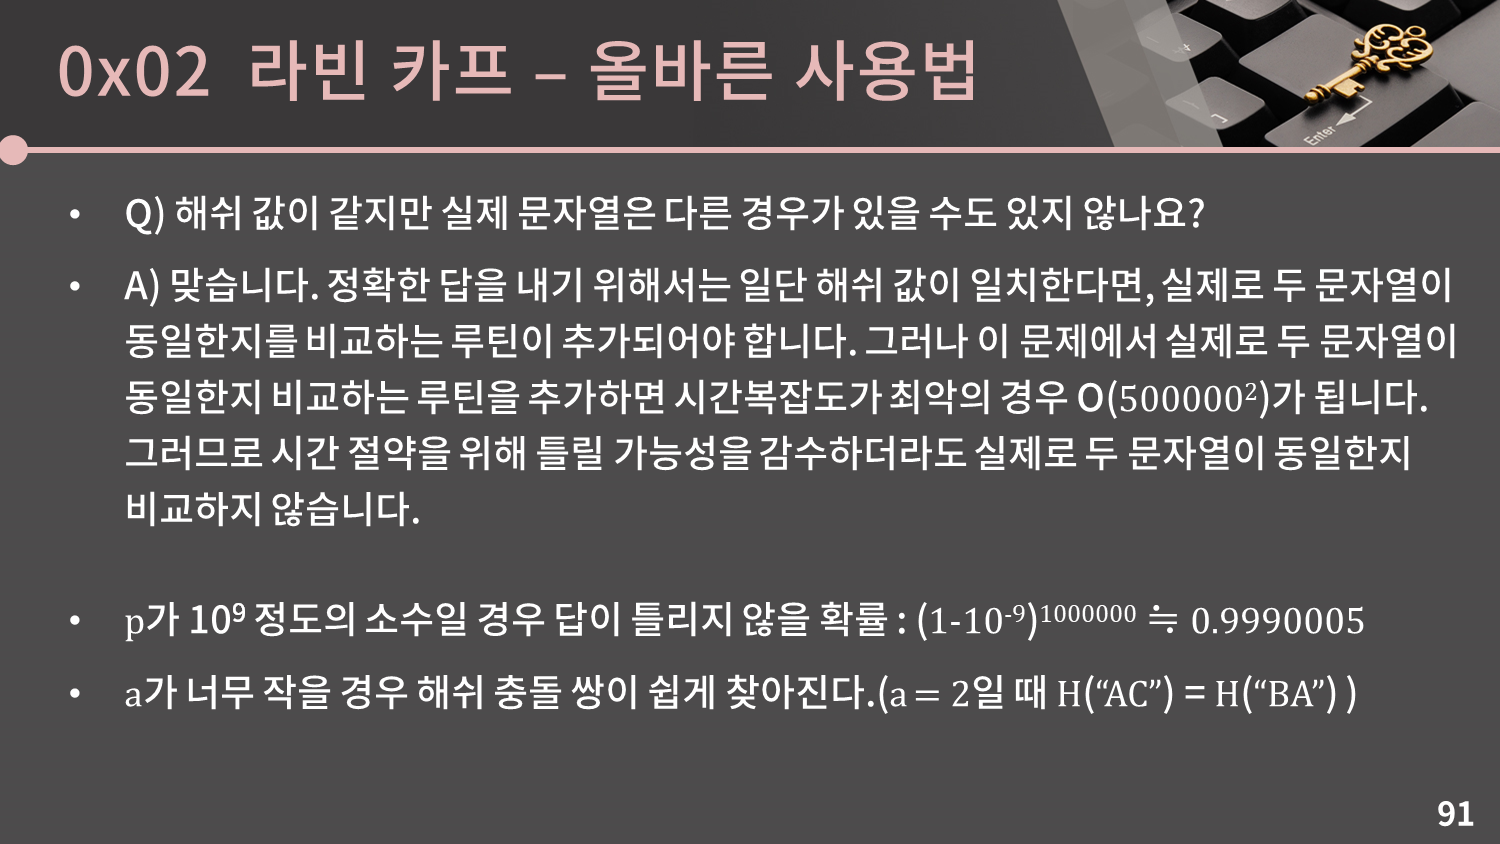 0x02 라빈 카프 – 올바른 사용법
• Q) 해쉬 값이 같지만 실제 문자열은 다른 경우가 있을 수도 있지 않나요?
• A) 맞습니다. 정확한 답을 내기 위해서는 일단 해쉬 값이 일치한다면, 실제로 두 문자열이
동일한지를 비교하는 루틴이 추가되어야 합니다. 그러나 이 문제에서 실제로 두 문자열이
동일한지 비교하는 루틴을 추가하면 시간복잡도가 최악의 경우 O(500000²)가 됩니다.
그러므로 시간 절약을 위해 틀릴 가능성을 감수하더라도 실제로 두 문자열이 동일한지
비교하지 않습니다.
• p가 10⁹ 정도의 소수일 경우 답이 틀리지 않을 확률 : (1-10⁻⁹)¹⁰⁰⁰⁰⁰⁰ ≒ 0.9990005
• a가 너무 작을 경우 해쉬 충돌 쌍이 쉽게 찾아진다.(a = 2일 때 H(“AC”) = H(“BA”) )
Enter
91